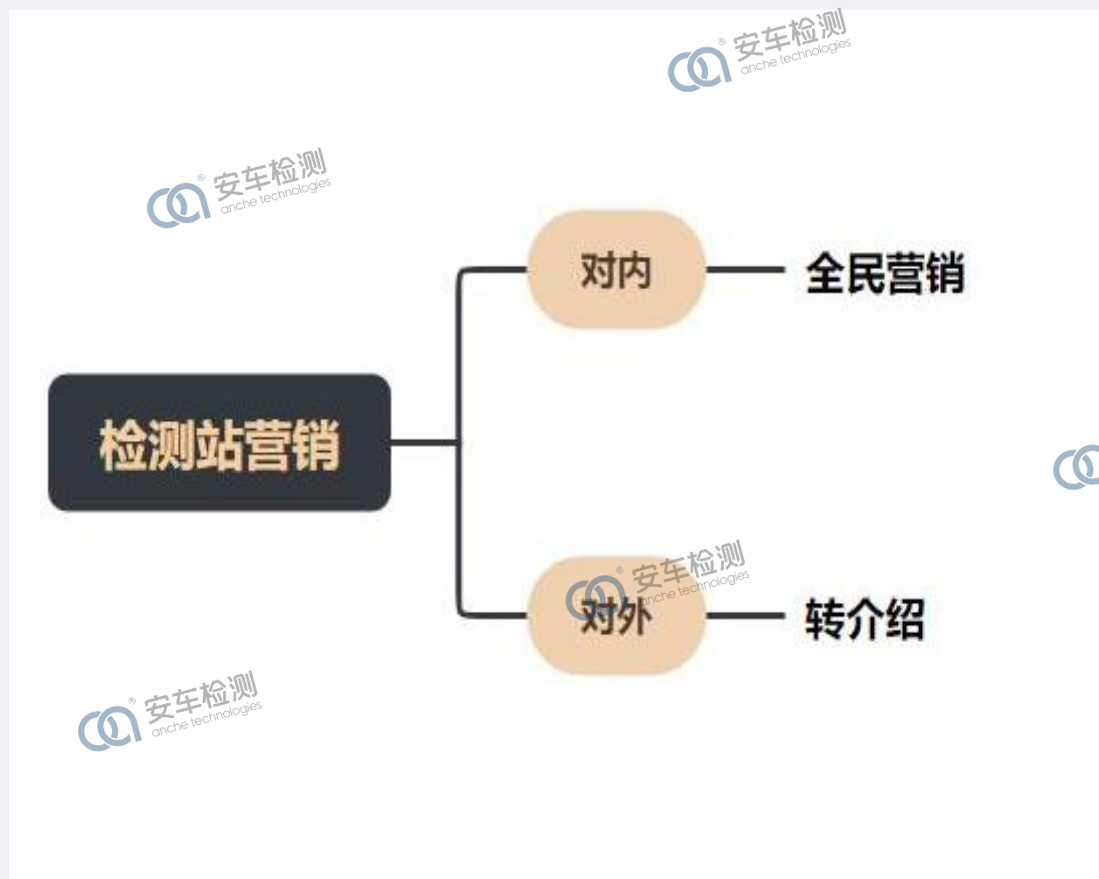 安车检测
anche technologies
安车检测
anche technologies
对内
全民营销
检测站营销
安车检测
anche technologies
对外
转介绍
安车检测
anche technologies